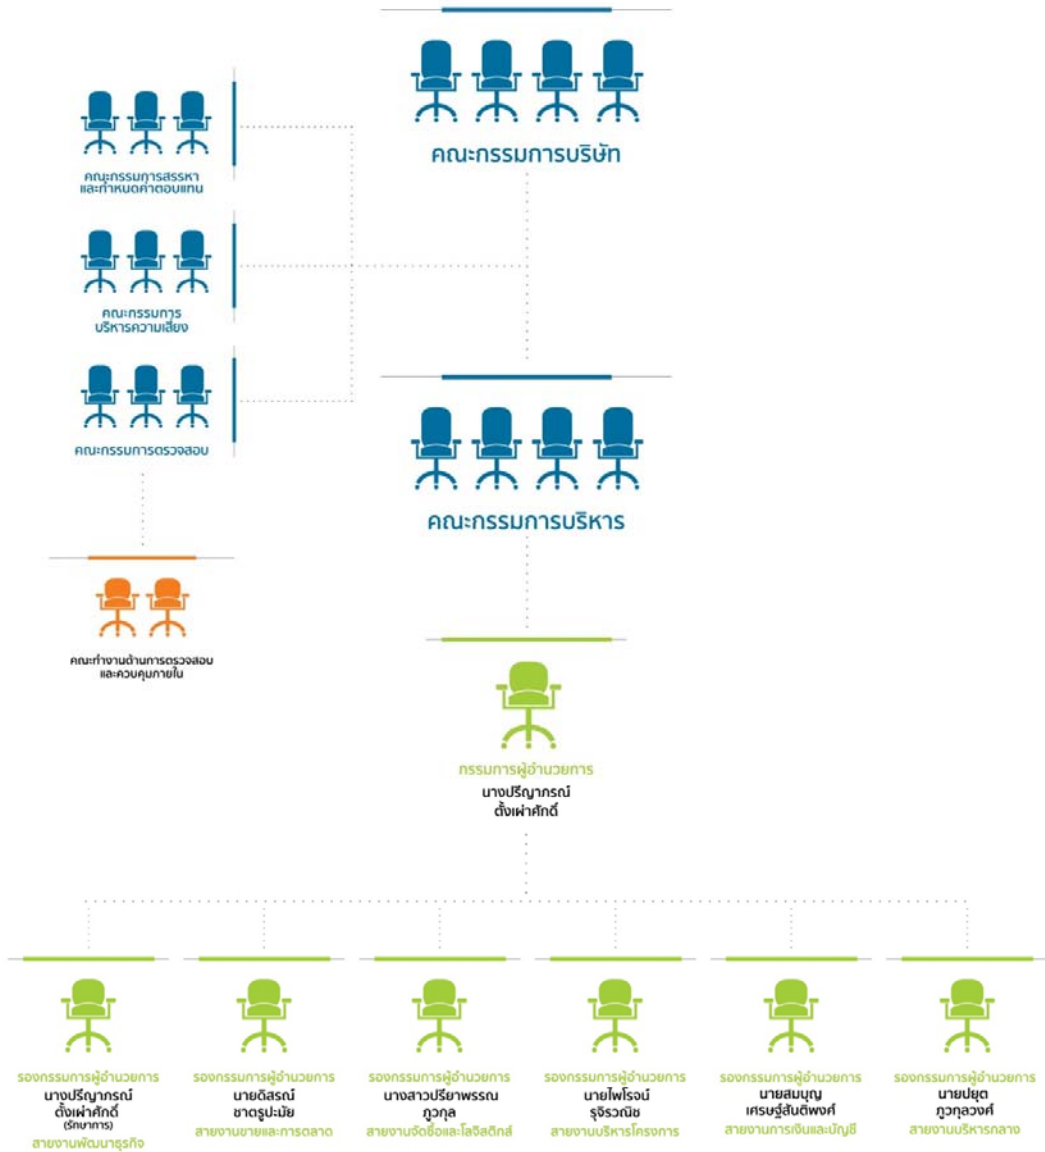 คณะกรรมการบริษัท
คณะกรรมการสรรหา
และกำหนดค่าตอบแทน
คณะกรรมการ
บริหารความเสี่ยง
คณะกรรมการตรวจสอบ
คณะกรรมการบริหาร
คณะทำงานด้านการตรวจสอบ
และควบคุมภายใน
กรรมการผู้อำนวยการ
นางปรีญาภรณ์
ตั้งเผ่าศักดิ์
รองกรรมการผู้อำนวยการ
นางปรีญาภรณ์
ตั้งเผ่าศักดิ์
(รักษาการ)
สายงานพัฒนาธุรกิจ
รองกรรมการผู้อำนวยการ
นายดิสรณ์
ชาตรูปะมัย
สายงานขายและการตลาด
รองกรรมการผู้อำนวยการ
นางสาวปรียาพรรณ
ภูวกุล
สายงานจัดซื้อและโลจิสติกส์
รองกรรมการผู้อำนวยการ
นายไพโรจน์
รุจิรวณิช
สายงานบริหารโครงการ
รองกรรมการผู้อำนวยการ
นายสมบุญ
เศรษฐ์สันติพงศ์
สายงานการเงินและบัญชี
รองกรรมการผู้อำนวยการ
นายปยุต
ภูวกุลวงศ์
สายงานบริหารกลาง